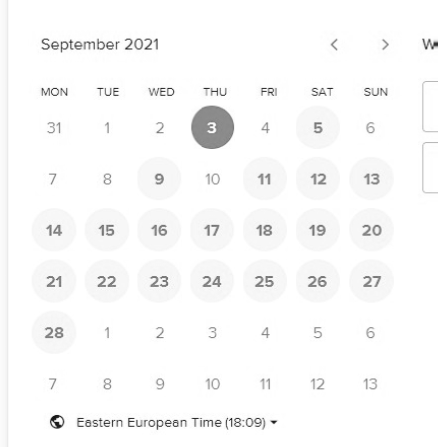 September 2021
MON TUE WED THU FRI SAT SUN
31 1 2 3 4 5 6
7 8 9 10 11 12 13
14 15 16 17 18 19 20
21 22 23 24 25 26 27
28 1 2 3 4 5 6
7 8 9 10 11 12 13
Eastern European Time (18:09)